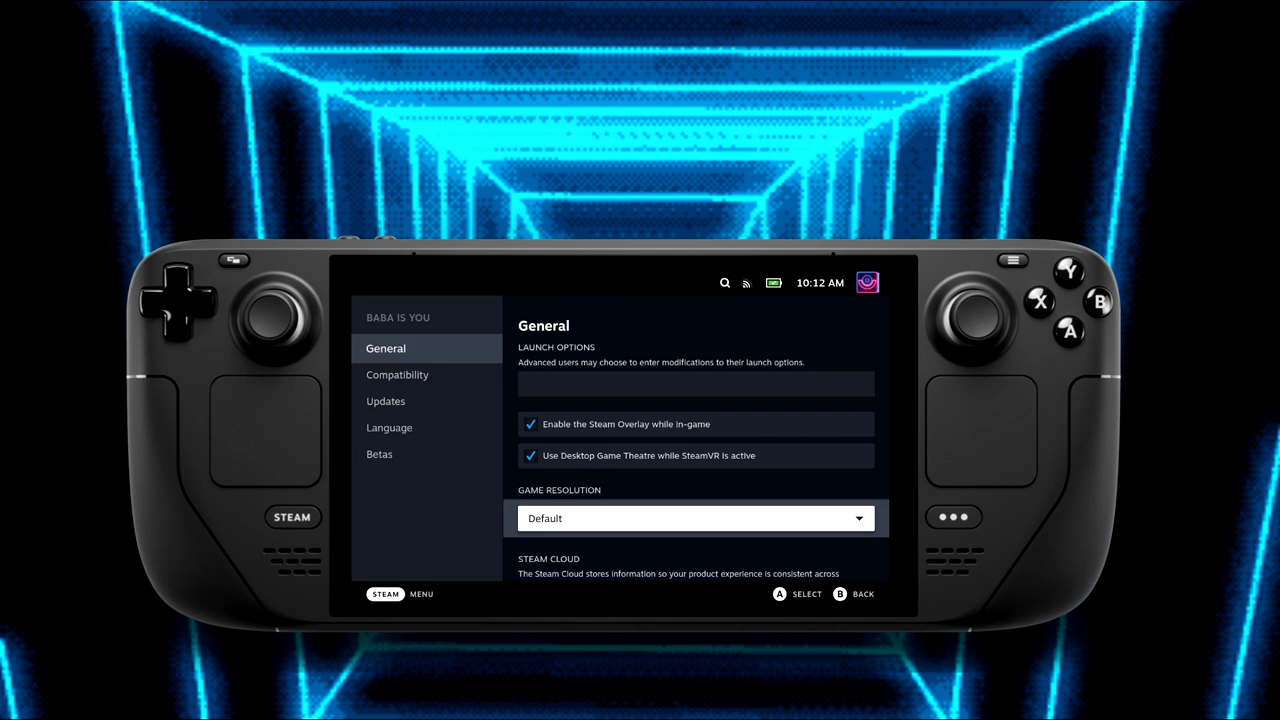 10:12 AM
BABA IS YOU
General
Compatibility
Updates
Language
Betas
General
LAUNCH OPTIONS
Advanced users may choose to enter modifications to their launch options.
Enable the Steam Overlay while in-game
Use Desktop Game Theatre while SteamVR is active
GAME RESOLUTION
Default
STEAM CLOUD
The Steam Cloud stores information so your product experience is consistent across
STEAM MENU
A SELECT B BACK
Y
X
B
A
STEAM